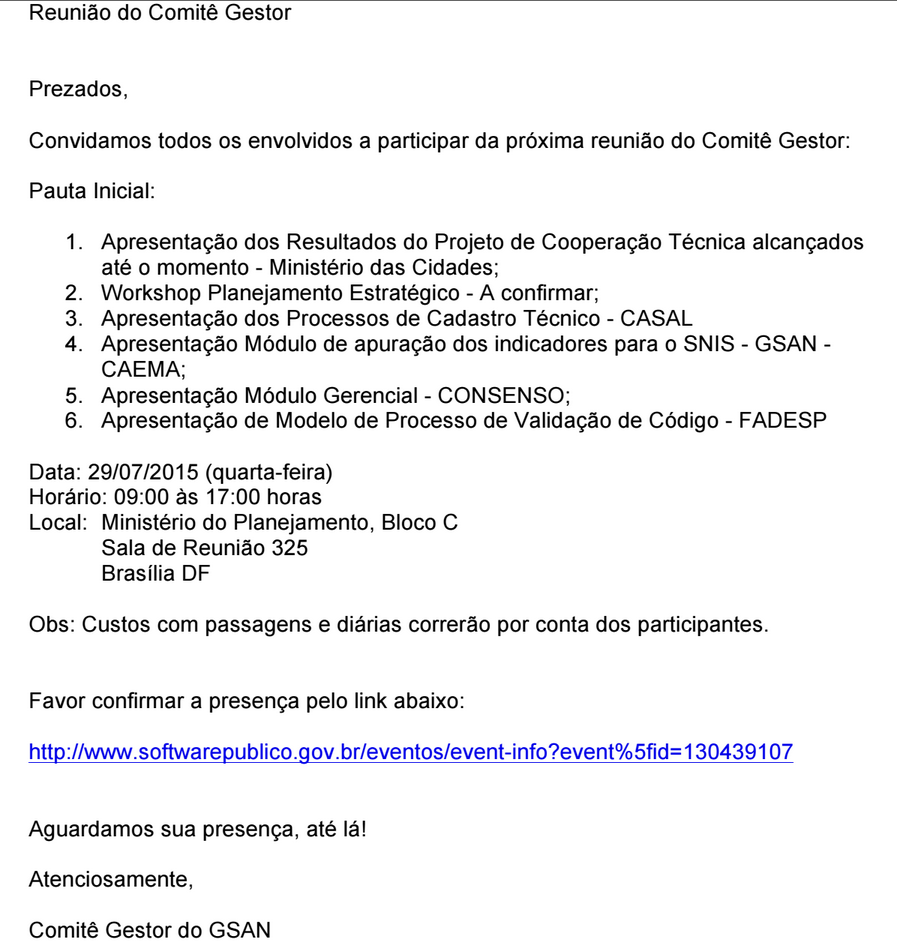 Reunião do Comitê Gestor
Prezados,
Convidamos todos os envolvidos a participar da próxima reunião do Comitê Gestor:
Pauta Inicial:
1. Apresentação dos Resultados do Projeto de Cooperação Técnica alcançados
até o momento - Ministério das Cidades;
2. Workshop Planejamento Estratégico - A confirmar;
3. Apresentação dos Processos de Cadastro Técnico - CASAL
4. Apresentação Módulo de apuração dos indicadores para o SNIS - GSAN -
CAEMA;
5. Apresentação Módulo Gerencial - CONSENSO;
6. Apresentação de Modelo de Processo de Validação de Código - FADESP
Data: 29/07/2015 (quarta-feira)
Horário: 09:00 às 17:00 horas
Local: Ministério do Planejamento, Bloco C
Sala de Reunião 325
Brasília DF
Obs: Custos com passagens e diárias correrão por conta dos participantes.
Favor confirmar a presença pelo link abaixo:
http://www.softwarepublico.gov.br/eventos/event-info?event%5fid=130439107
Aguardamos sua presença, até lá!
Atenciosamente,
Comitê Gestor do GSAN